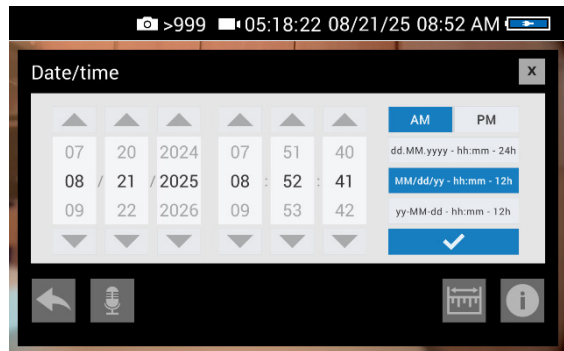 >999 05:18:22 08/21/25 08:52 AM
Date/time
x
AM PM
07 20 2024 07 51 40
dd.MM.yyyy - hh:mm - 24h
08 / 21 / 2025 08 : 52 : 41
MM/dd/yy - hh:mm - 12h
09 22 2026 09 53 42
yy-MM-dd - hh:mm - 12h
i